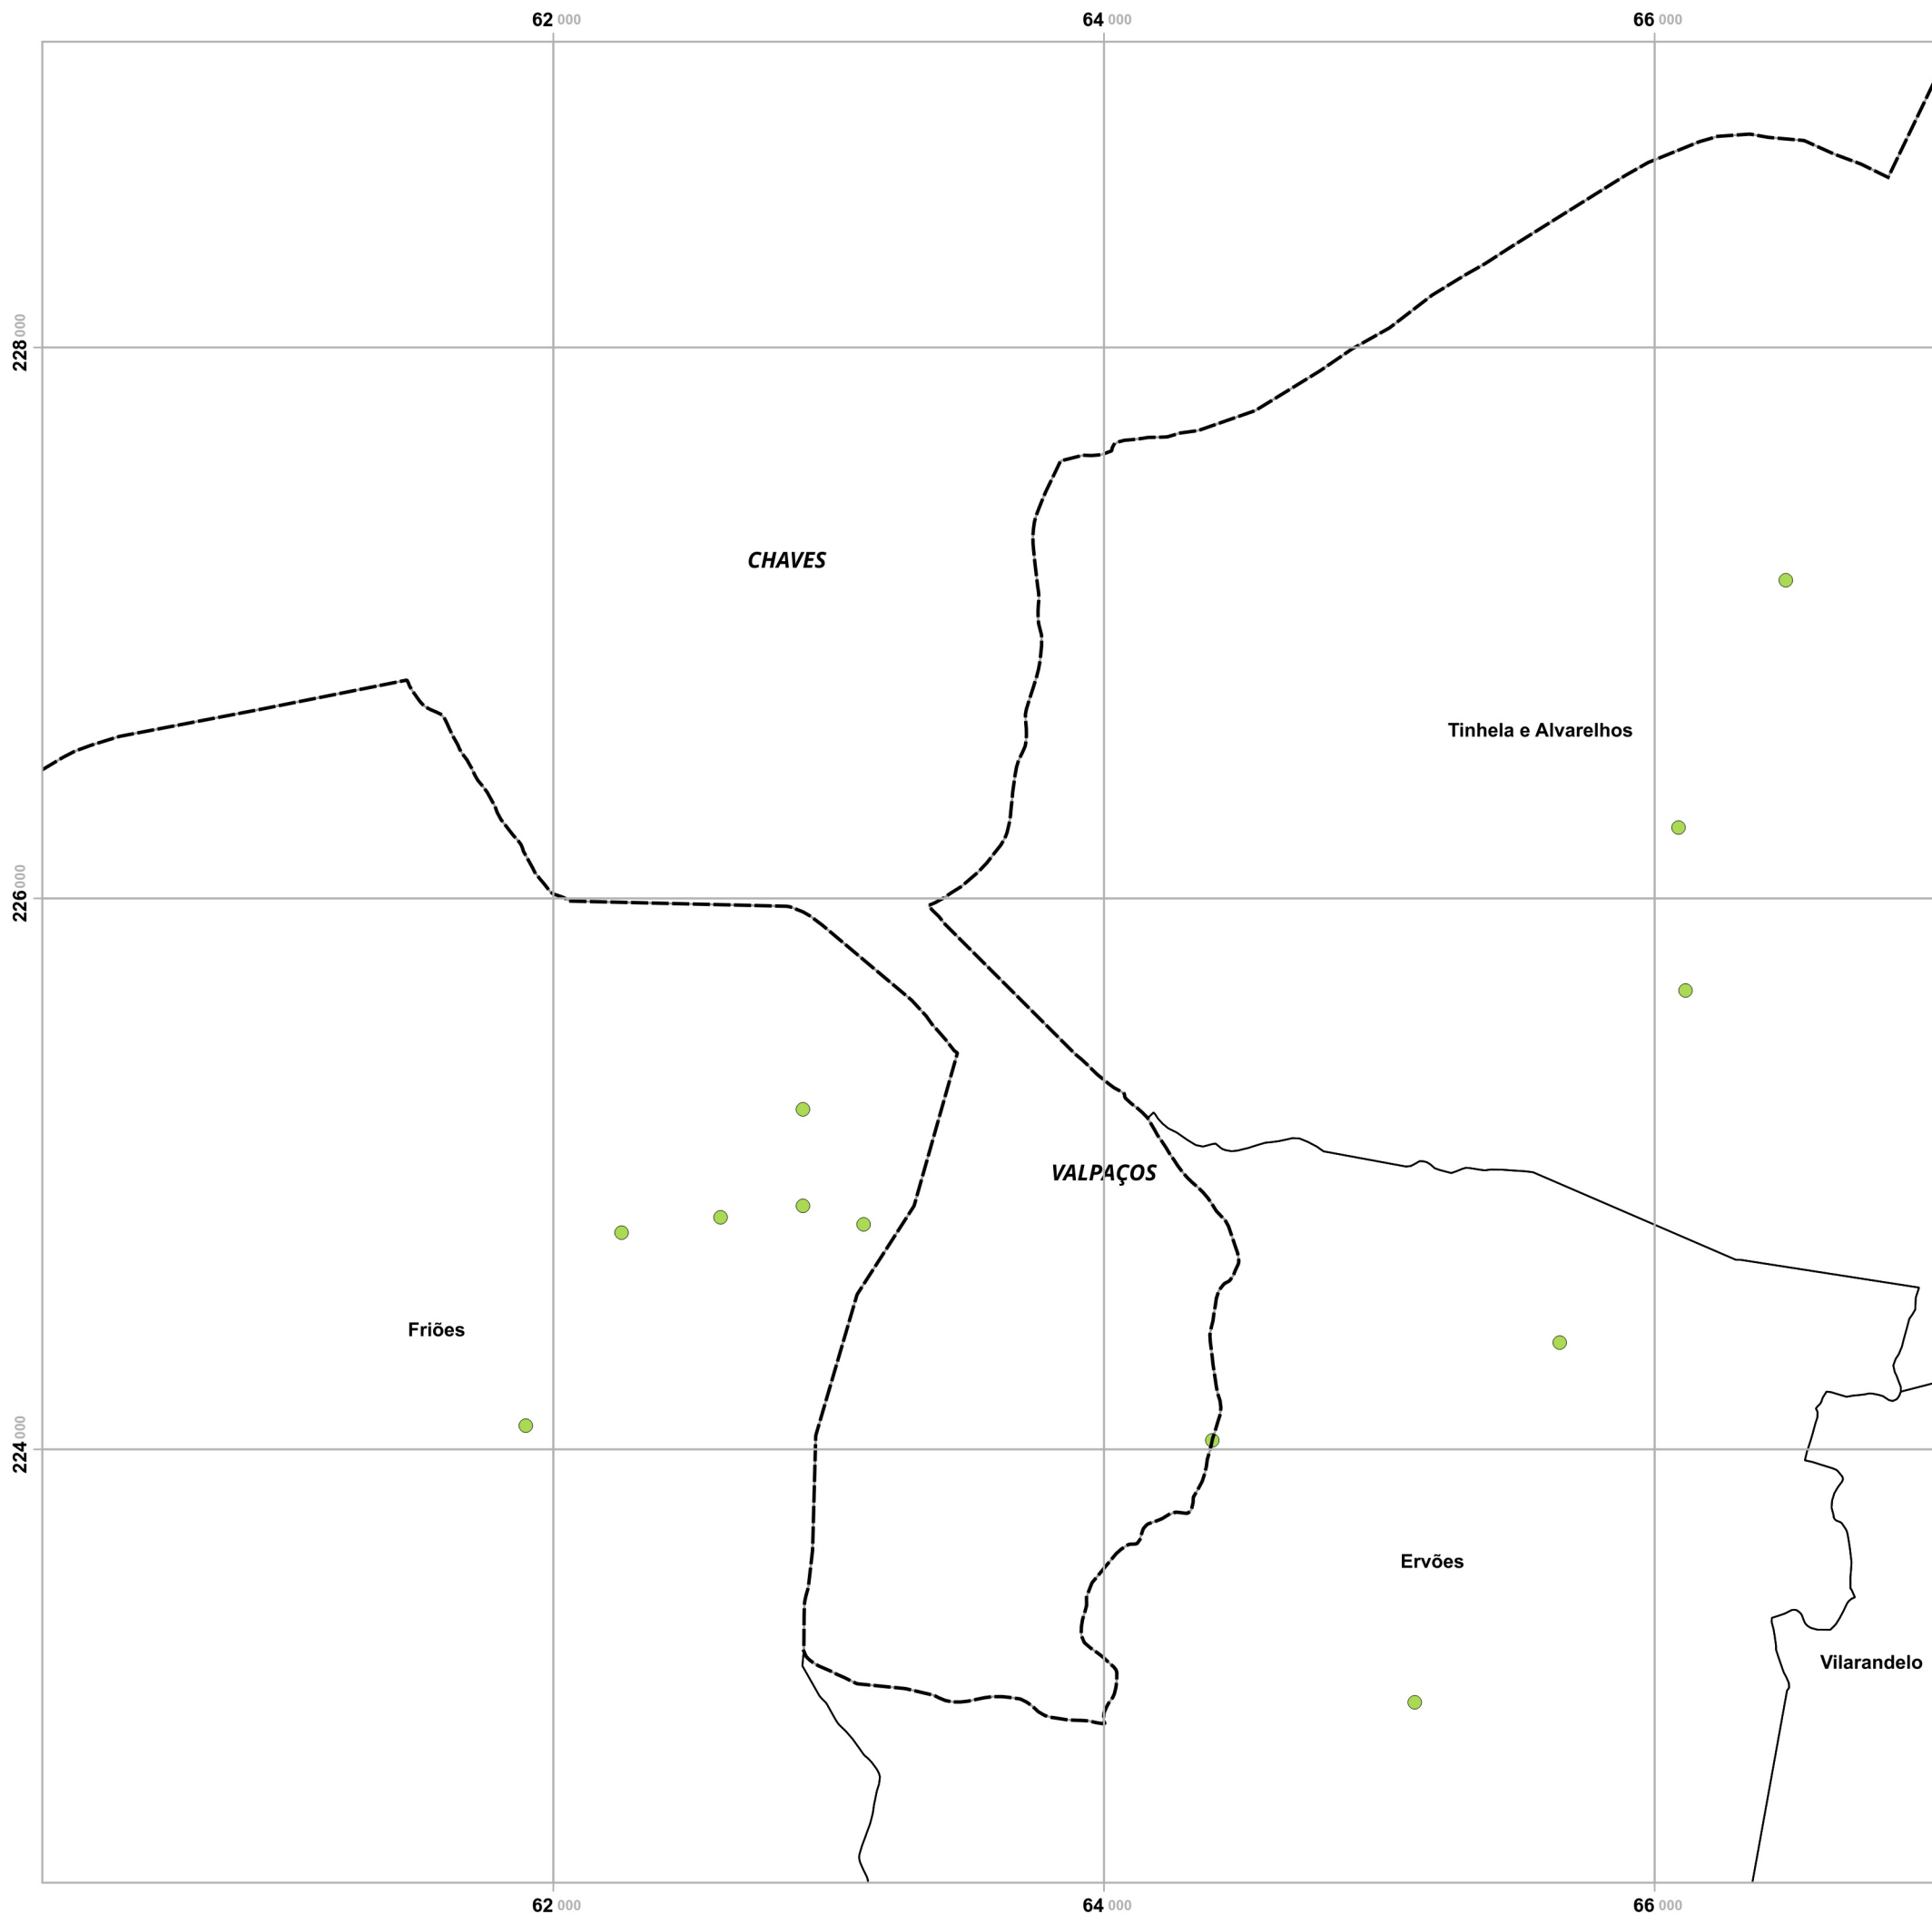 62 000 64 000 66 000
228 000
CHAVES
Tinhela e Alvarelhos
226 000
VALPAÇOS
Friões
224 000
Ervões
Vilarandelo
62 000 64 000 66 000